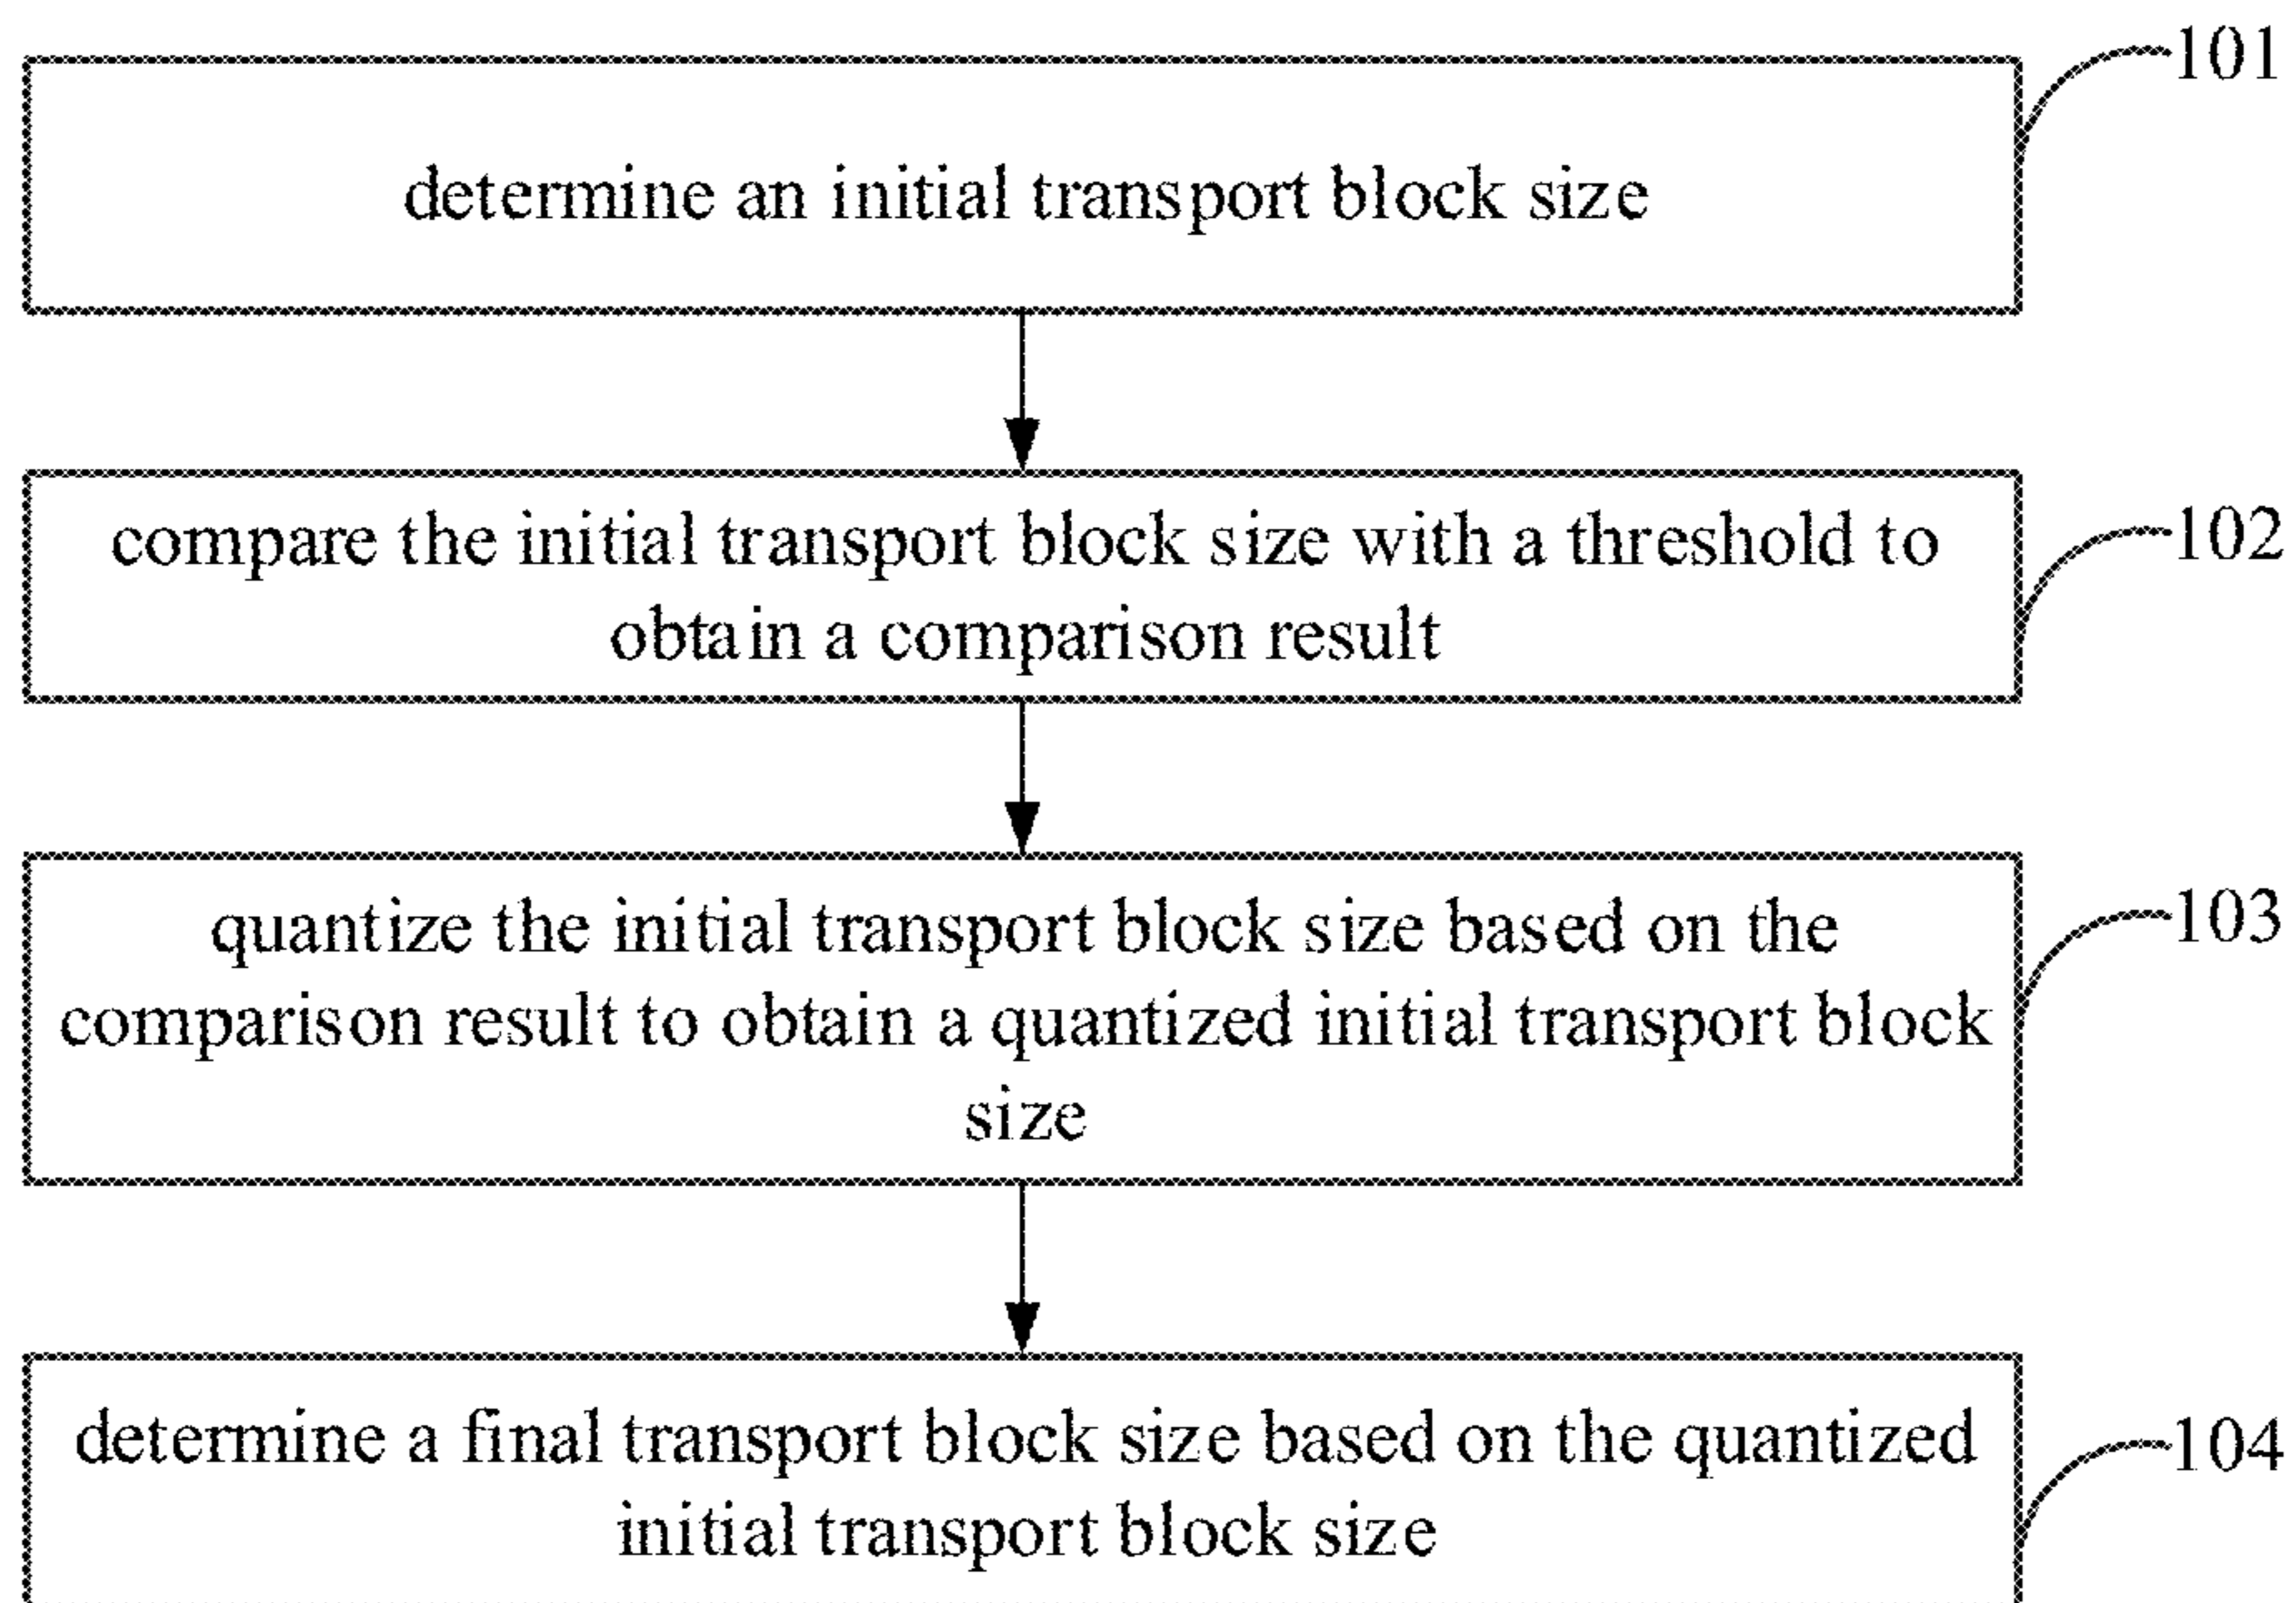 101
determine an initial transport block size
compare the initial transport block size with a threshold to
102
obtain a comparison result
quantize the initial transport block size based on the
103
comparison result to obtain a quantized initial transport block
size
determine a final transport block size based on the quantized
104
initial transport block size